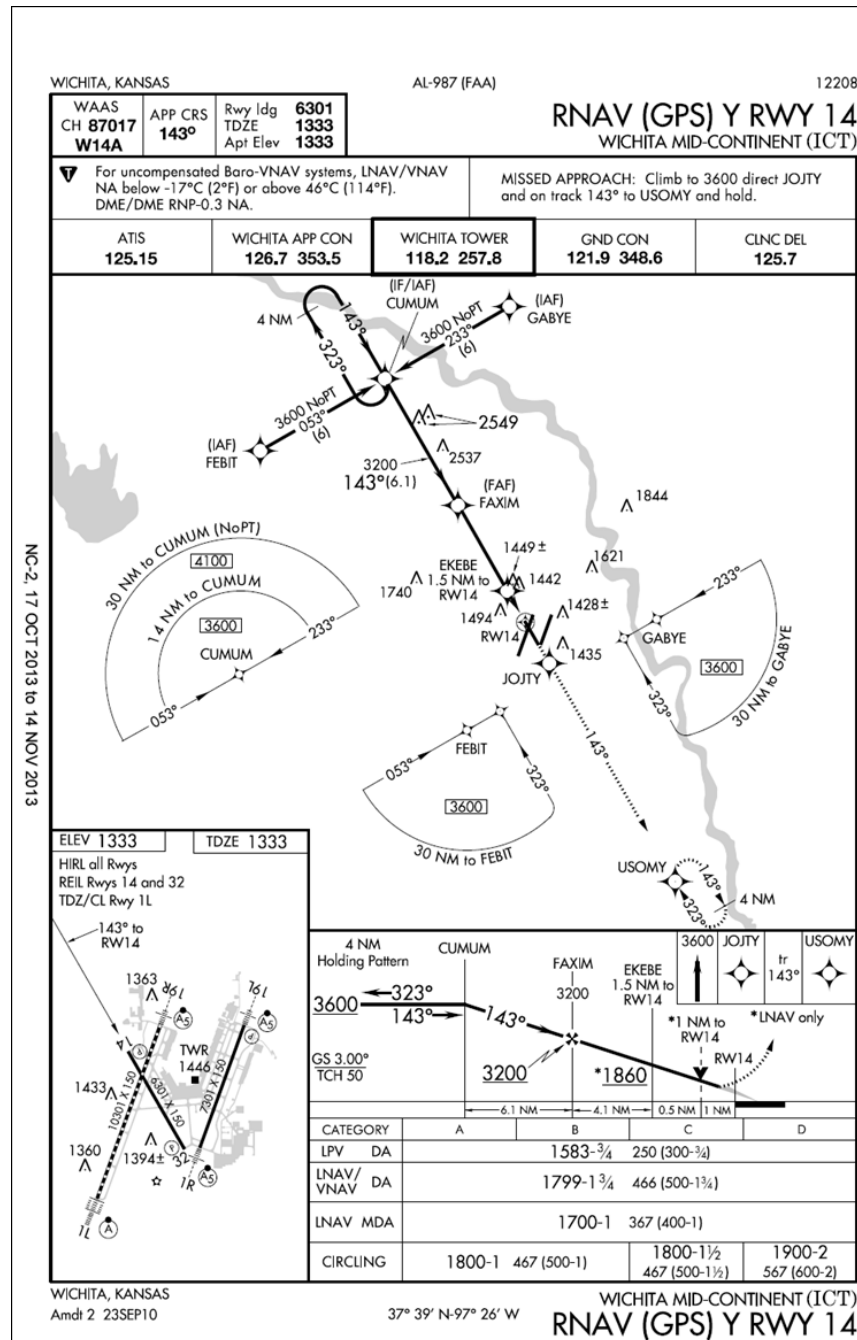 WICHITA, KANSAS
AL-987 (FAA)
12208
WAAS
CH 87017
W14A
APP CRS
143°
Rwy ldg 6301
TDZE 1333
Apt Elev 1333
RNAV (GPS) Y RWY 14
WICHITA MID-CONTINENT (ICT)
T
For uncompensated Baro-VNAV systems, LNAV/VNAV
NA below -17°C (2°F) or above 46°C (114°F).
DME/DME RNP-0.3 NA.
MISSED APPROACH: Climb to 3600 direct JOJTY
and on track 143° to USOMY and hold.
ATIS
125.15
WICHITA APP CON
126.7 353.5
WICHITA TOWER
118.2 257.8
GND CON
121.9 348.6
CLNC DEL
125.7
(IF/IAF)
CUMUM
4 NM
143°
323°
(IAF)
GABYE
3600 NoPT
233°
(6)
3600 NoPT
053°
(6)
(IAF)
FEBIT
2549
2537
3200
143°(6.1)
(FAF)
FAXIM
1844
1449±
EKEBE
1.5 NM to
RW14
1442
1740
1621
1494
1428±
RW14
1435
JOJTY
30 NM to CUMUM (NoPT)
4100
14 NM to CUMUM
3600
CUMUM
233°
053°
233°
GABYE
3600
323°
30 NM to GABYE
053°
FEBIT
323°
3600
30 NM to FEBIT
143°
USOMY
143°
323°
4 NM
NC-2, 17 OCT 2013 to 14 NOV 2013
ELEV 1333
TDZE 1333
HIRL all Rwys
REIL Rwys 14 and 32
TDZ/CL Rwy 1L
143° to
RW14
1363
19R
19L
A5
A5
14
TWR
1446
1433
10301 X 150
6301 X 150
7301 X 150
1360
1394±
32
1R
A5
1L
A
4 NM
Holding Pattern
CUMUM
FAXIM
3200
EKEBE
1.5 NM to
RW14
3600
JOJTY
tr
143°
USOMY
3600
323°
143°
143°
*1 NM to
RW14
*LNAV only
RW14
GS 3.00°
TCH 50
3200
*1860
6.1 NM
4.1 NM
0.5 NM
1 NM
CATEGORY A B C D
LPV DA 1583-¾ 250 (300-¾)
LNAV/
VNAV DA 1799-1¾ 466 (500-1¾)
LNAV MDA 1700-1 367 (400-1)
CIRCLING 1800-1 467 (500-1)
1800-1½
467 (500-1½)
1900-2
567 (600-2)
WICHITA, KANSAS
Amdt 2 23SEP10
37° 39' N-97° 26' W
WICHITA MID-CONTINENT (ICT)
RNAV (GPS) Y RWY 14